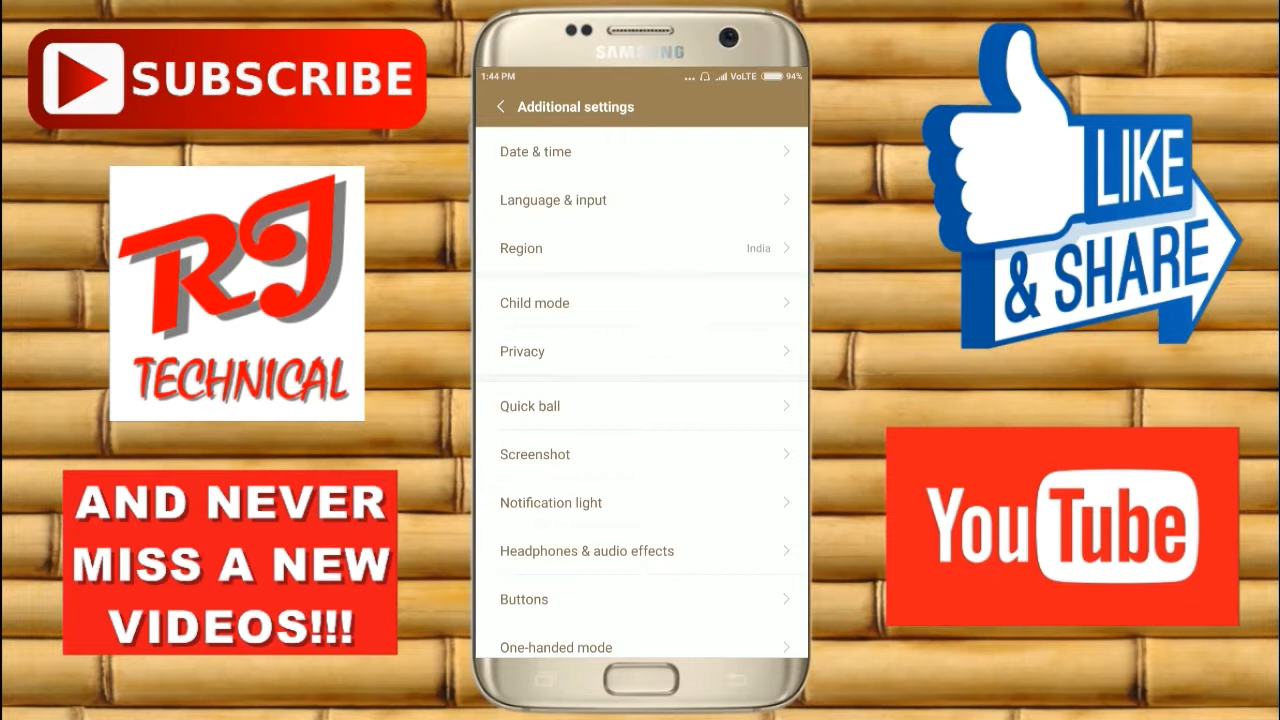 SUBSCRIBE
RJ
TECHNICAL
AND NEVER
MISS A NEW
VIDEOS!!!
SAMSUNG
1:44 PM
... VoLTE 94%
Additional settings
Date & time
Language & input
Region India
Child mode
Privacy
Quick ball
Screenshot
Notification light
Headphones & audio effects
Buttons
One-handed mode
LIKE
& SHARE
YouTube